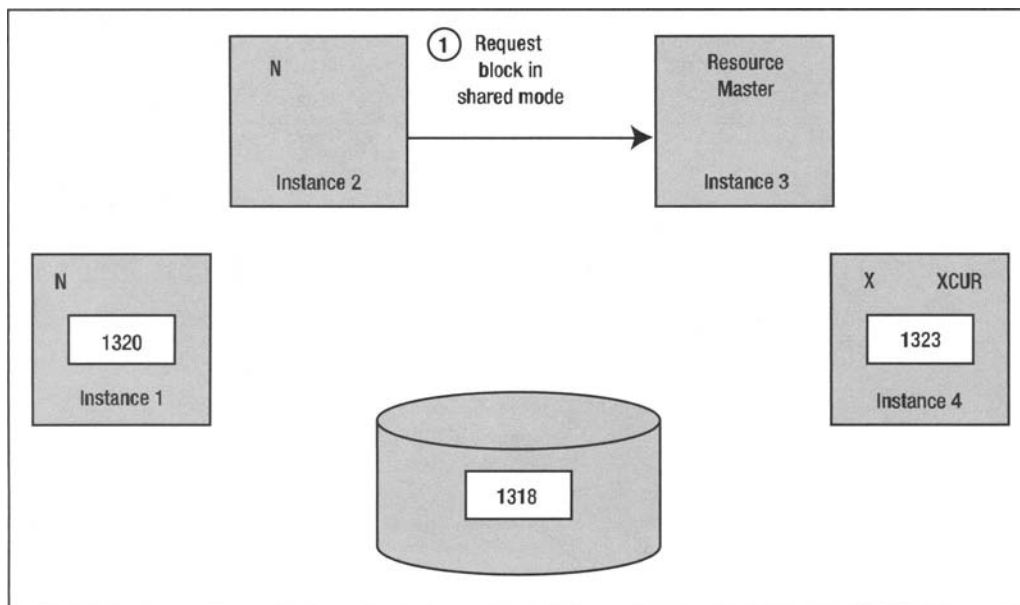 N
Instance 2
1 Request
block in
shared mode
Resource
Master
Instance 3
N
1320
Instance 1
X XCUR
1323
Instance 4
1318